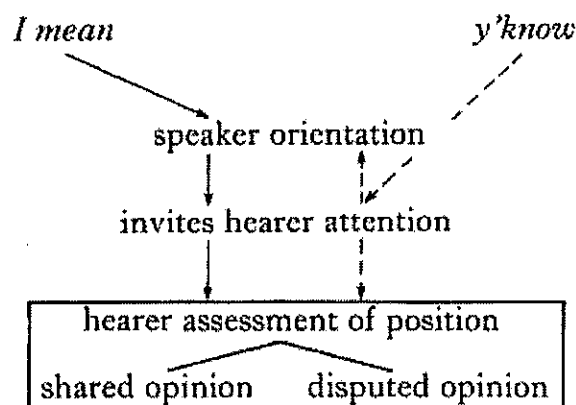 I mean y'know
speaker orientation
invites hearer attention
hearer assessment of position
shared opinion disputed opinion